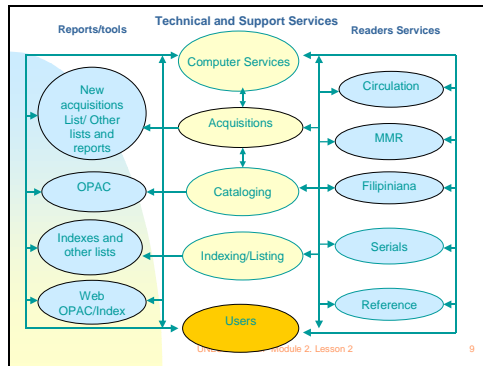 Technical and Support Services
Reports/tools
Readers Services
Computer Services
New
acquisitions
List/ Other
lists and
reports
Acquisitions
Circulation
MMR
OPAC
Cataloging
Filipiniana
Indexes and
other lists
Indexing/Listing
Serials
Web
OPAC/Index
Users
Reference
Module 2. Lesson 2
9